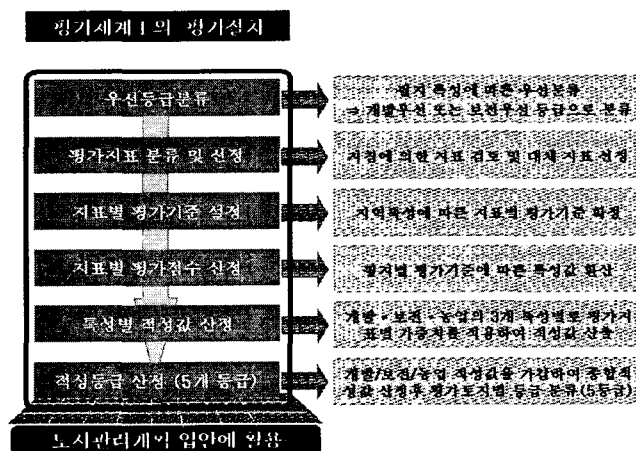 평가체계 I 의 평가절차
우선등급분류
필지 특성에 따른 우선분류
⇒ 개발우선 또는 보전우선 등급으로 분류
평가지표 분류 및 선정
지침에 의한 지표 검토 및 대체 지표 선정
지표별 평가기준 설정
지역특성에 따른 지표별 평가기준 확정
지표별 평가점수 산정
필지별 평가기준에 따른 특성값 환산
특성별 적성값 산정
개발・보전・농업의 3개 특성별로 평가지
표별 가중치를 적용하여 적성값 산출
적성등급 산정 (5개 등급)
개발/보전/농업 적성값을 가감하여 종합적
성값 산정후 평가토지별 등급 분류(5등급)
도시관리계획 입안에 활용